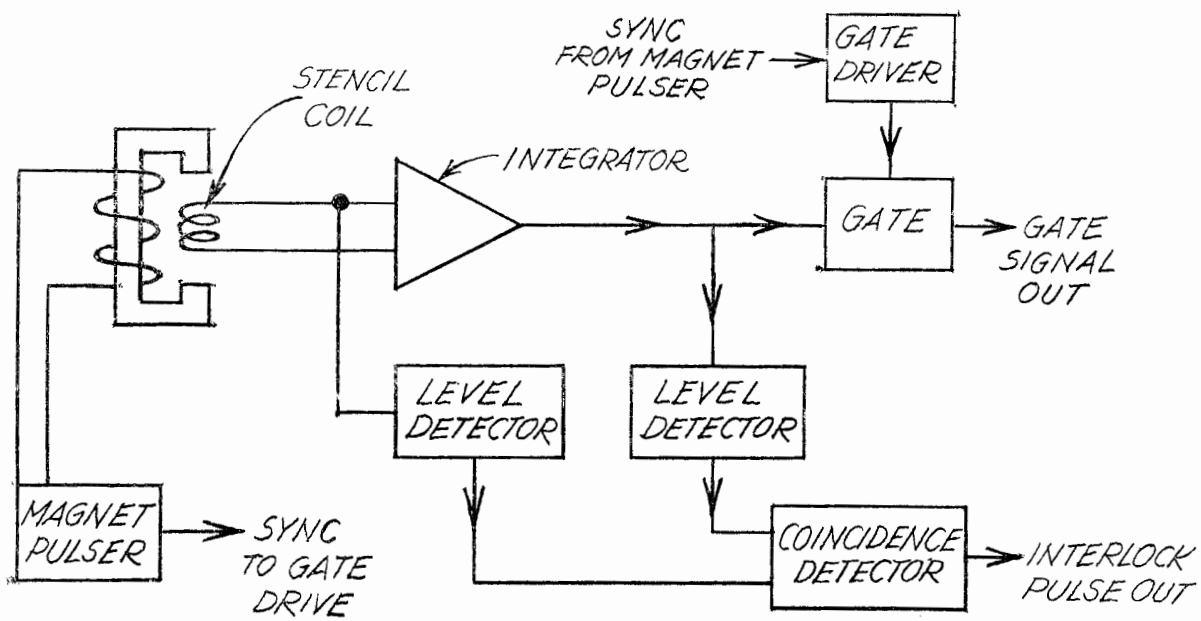 SYNC
FROM MAGNET
PULSER
GATE
DRIVER
STENCIL
COIL
INTEGRATOR
GATE
GATE
SIGNAL
OUT
LEVEL
DETECTOR
LEVEL
DETECTOR
MAGNET
PULSER
SYNC
TO GATE
DRIVE
COINCIDENCE
DETECTOR
INTERLOCK
PULSE OUT